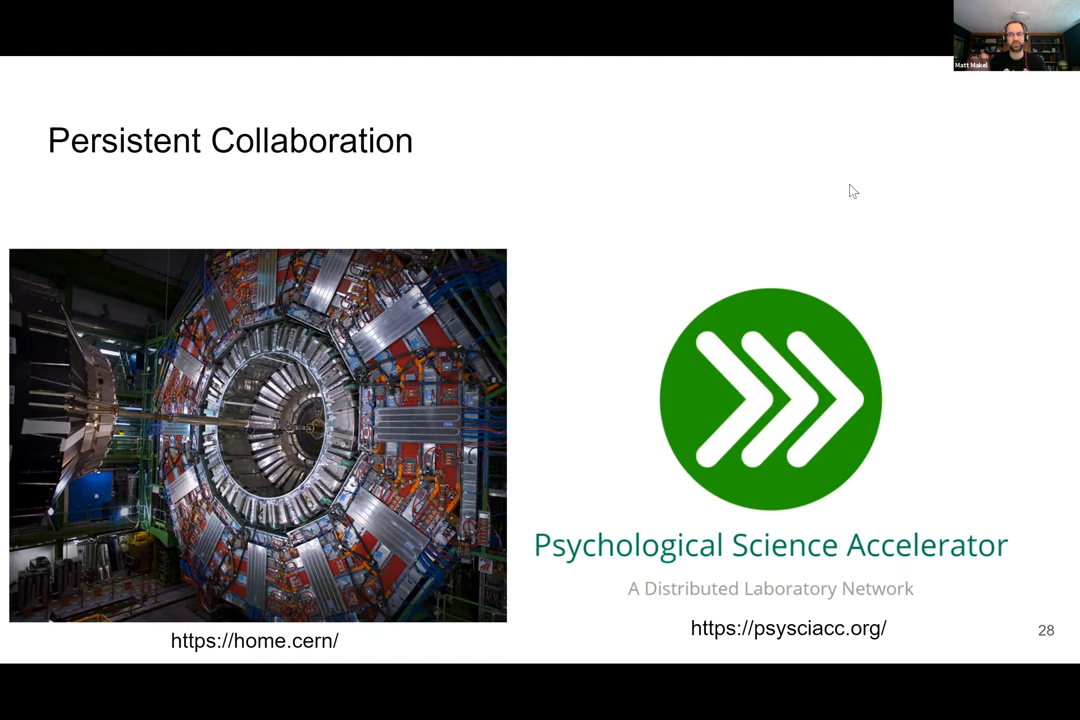 Matt Makel
Persistent Collaboration
Psychological Science Accelerator
A Distributed Laboratory Network
https://home.cern/
https://psysciacc.org/
28